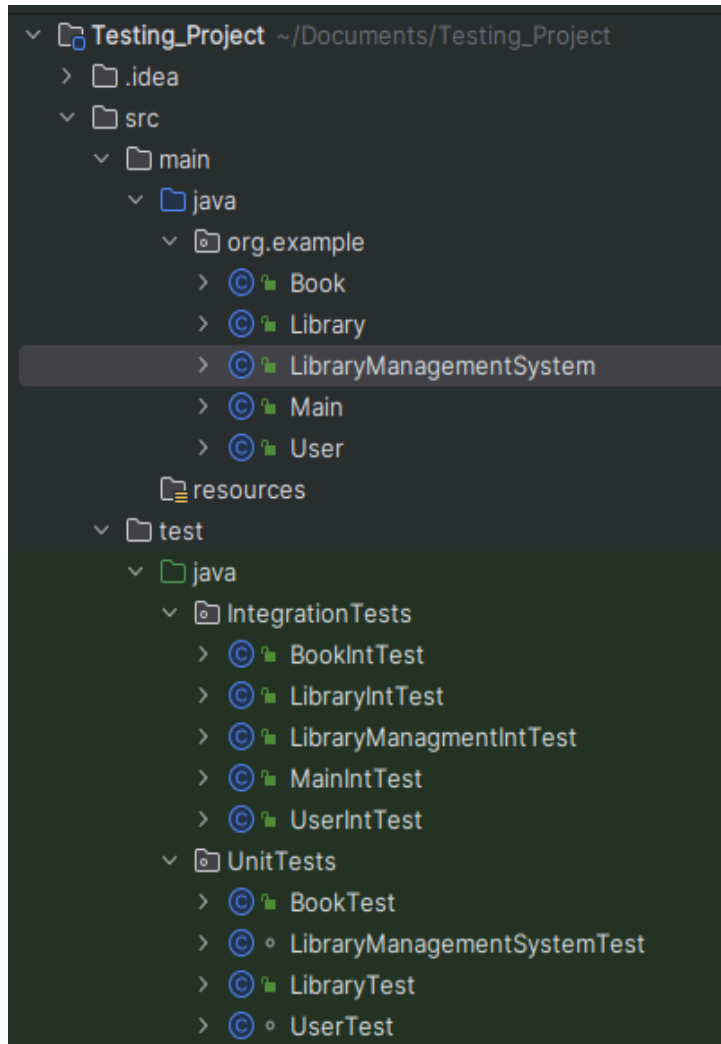 Testing_Project ~/Documents/Testing_Project
.idea
src
main
java
org.example
Book
Library
LibraryManagementSystem
Main
User
resources
test
java
IntegrationTests
BookIntTest
LibraryIntTest
LibraryManagmentIntTest
MainIntTest
UserIntTest
UnitTests
BookTest
LibraryManagementSystemTest
LibraryTest
UserTest